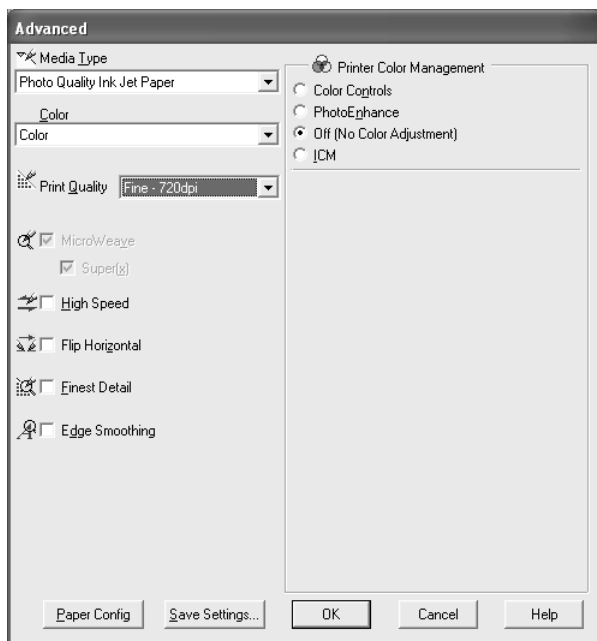 Advanced
Media Type
Photo Quality Ink Jet Paper
Color
Color
Print Quality
Fine - 720dpi
MicroWeave
Super(x)
High Speed
Flip Horizontal
Finest Detail
Edge Smoothing
Printer Color Management
Color Controls
PhotoEnhance
Off (No Color Adjustment)
ICM
Paper Config
Save Settings...
OK
Cancel
Help